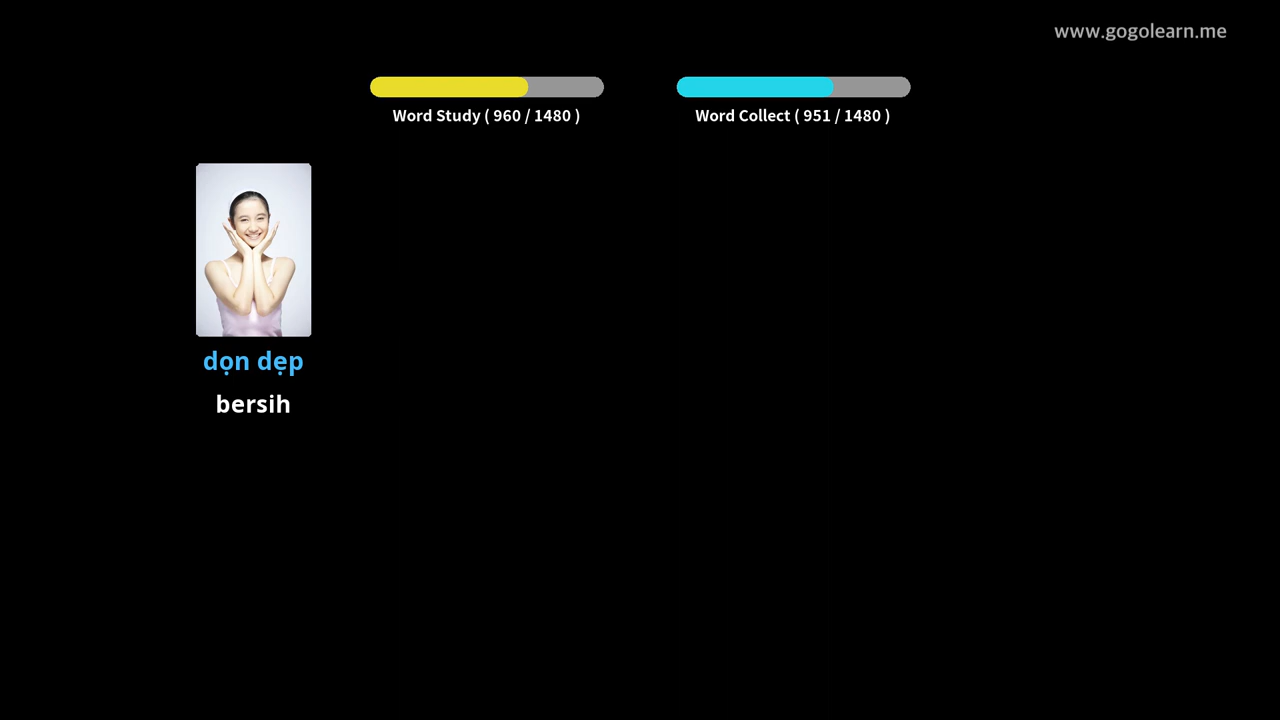 www.gogolearn.me
Word Study ( 960 / 1480 )
Word Collect ( 951 / 1480 )
dọn dẹp
bersih